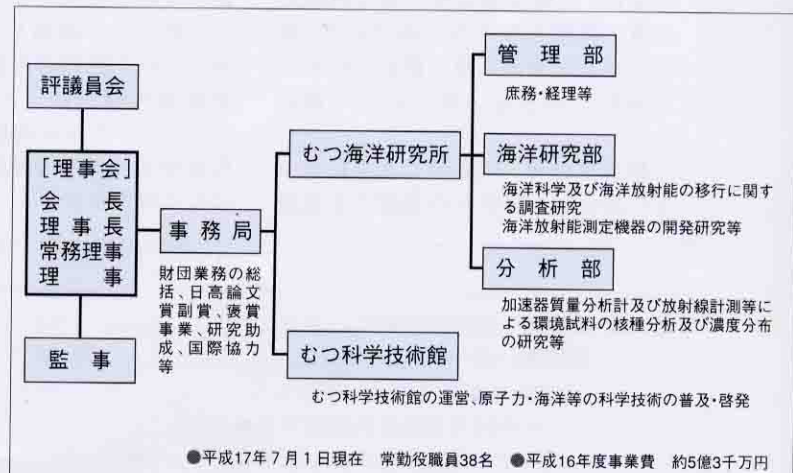 評議員会
[理事会]
会長
理事長
常務理事
理事
監事
事務局
財団業務の総
括、日高論文
賞副賞、褒賞
事業、研究助
成、国際協力
等
むつ海洋研究所
管理部
庶務・経理等
海洋研究部
海洋科学及び海洋放射能の移行に関す
る調査研究
海洋放射能測定機器の開発研究等
分析部
加速器質量分析計及び放射線計測等に
よる環境試料の核種分析及び濃度分布
の研究等
むつ科学技術館
むつ科学技術館の運営、原子力・海洋等の科学技術の普及・啓発
●平成17年7月1日現在 常勤役職員38名 ●平成16年度事業費 約5億3千万円